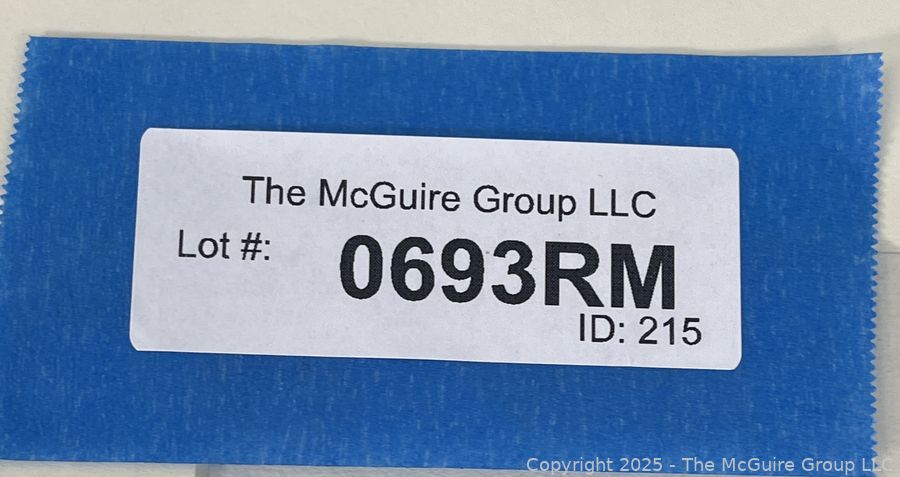 The McGuire Group LLC
Lot #: 0693RM
ID: 215
Copyright 2025 - The McGuire Group LLC